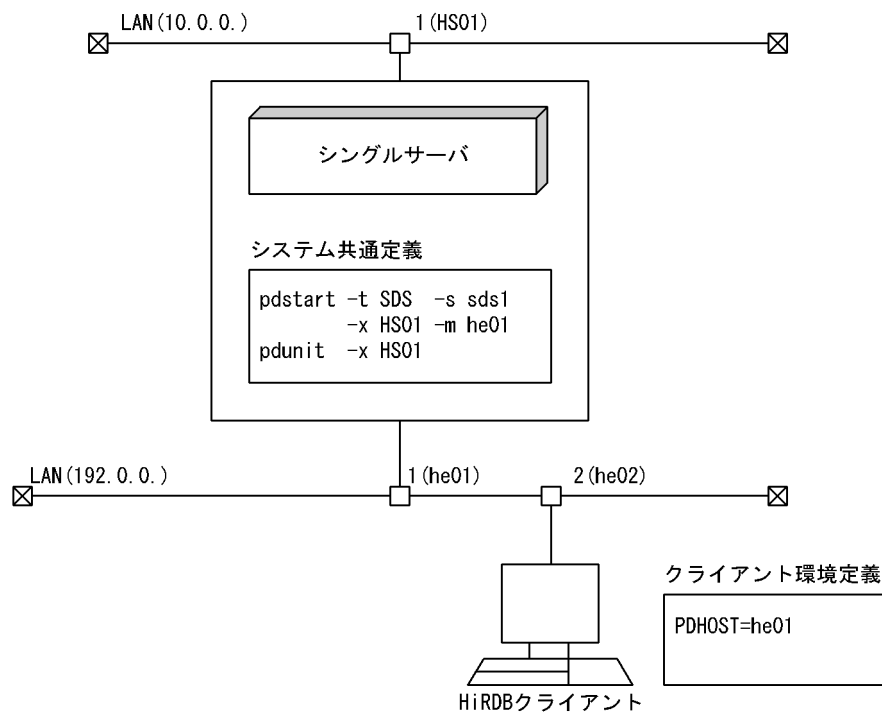 LAN(10.0.0.)
1(HS01)
シングルサーバ
システム共通定義
pdstart -t SDS -s sds1
-x HS01 -m he01
pdunit -x HS01
LAN(192.0.0.)
1(he01)
2(he02)
クライアント環境定義
PDHOST=he01
HiRDBクライアント